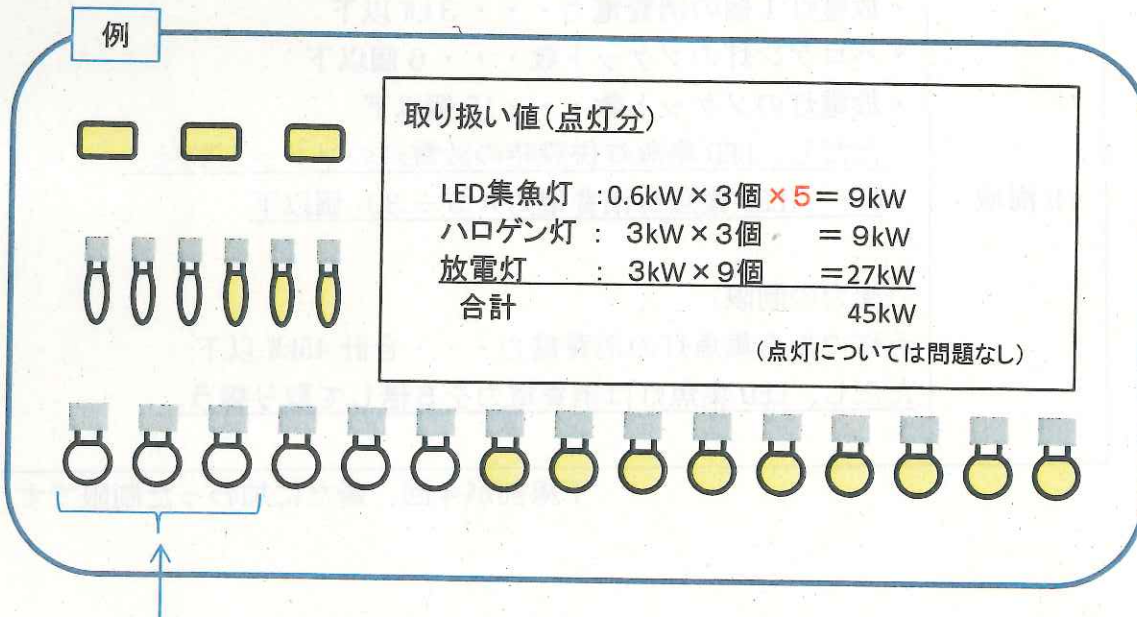 例
取り扱い値(点灯分)
LED集魚灯 :0.6kW×3個×5=9kW
ハロゲン灯 : 3kW×3個 =9kW
放電灯 : 3kW×9個 =27kW
合計 45kW
(点灯については問題なし)